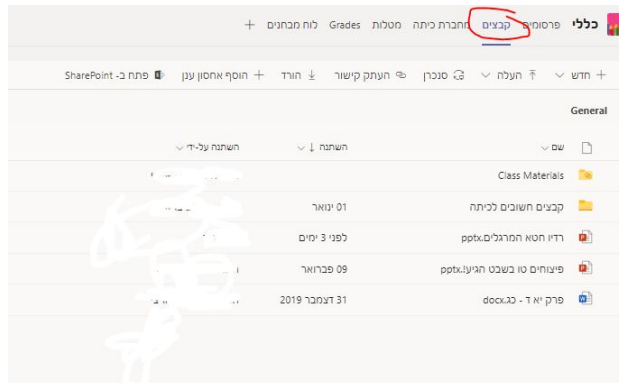 כללי פרסומים קבצים מחברת כיתה מטלות Grades לוח מבחנים +
+ חדש העלה סנכרן העתק קישור הורד + הוסף אחסון ענן פתח ב- SharePoint
General
שם השתנה ↓ השתנה על-ידי
Class Materials
קבצים חשובים לכיתה 01 ינואר
רדיו חטא המרגלים.pptx לפני 3 ימים
פיצוחים טו בשבט הגיע!.pptx 09 פברואר
פרק יא ד - כג.docx 31 דצמבר 2019